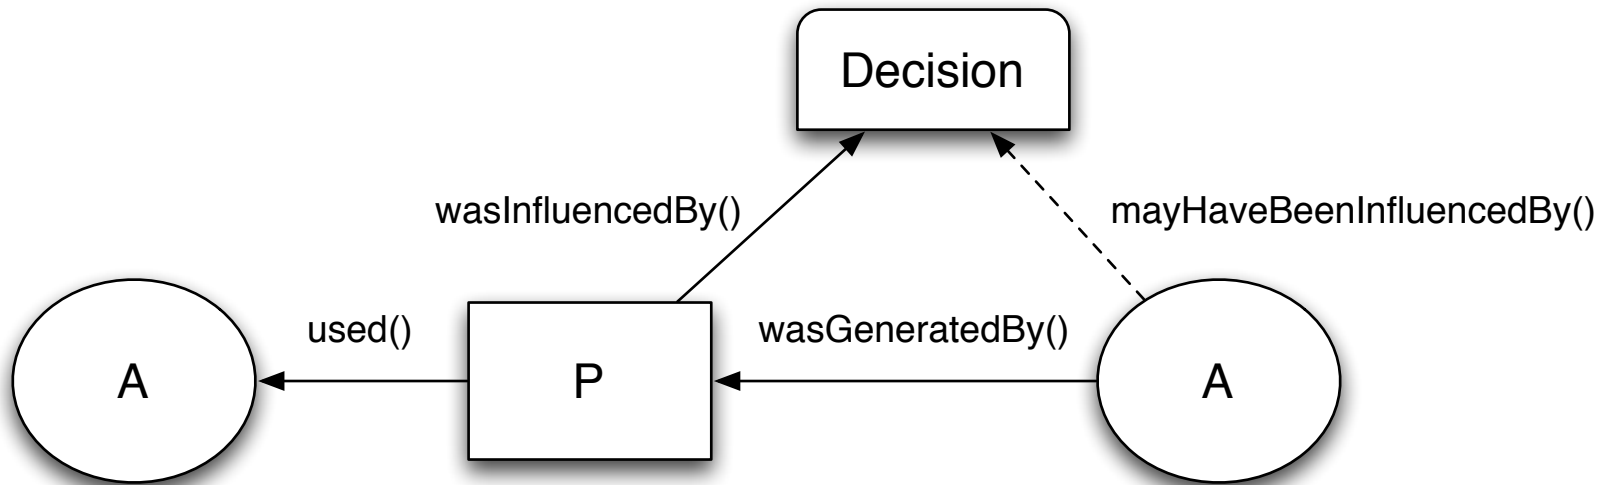 Decision
wasInfluencedBy()
mayHaveBeenInfluencedBy()
used()
wasGeneratedBy()
A
P
A